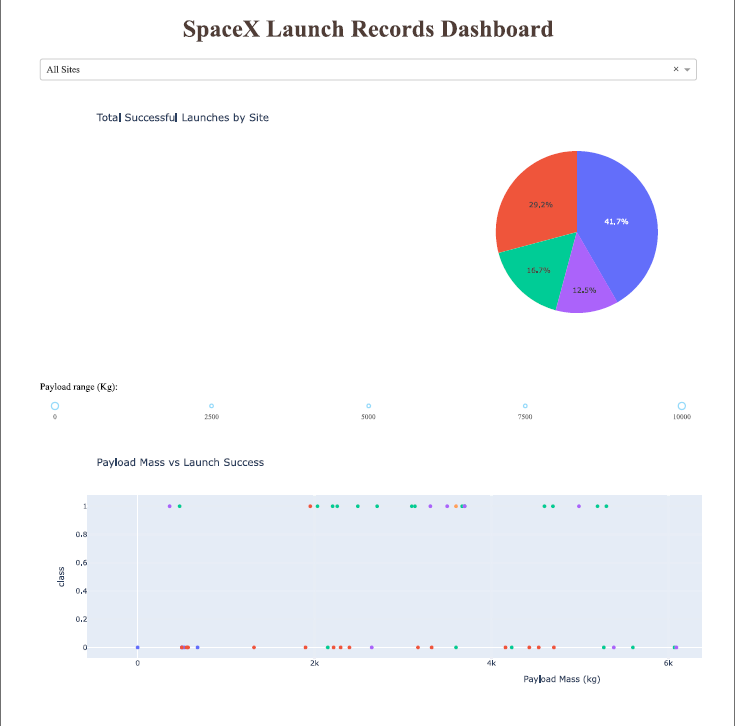 SpaceX Launch Records Dashboard
All Sites
Total Successful Launches by Site
29.2%
41.7%
16.7%
12.5%
Payload range (Kg):
0 2500 5000 7500 10000
Payload Mass vs Launch Success
1
0.8
0.6
0.4
0.2
0
class
0 2k 4k 6k
Payload Mass (kg)